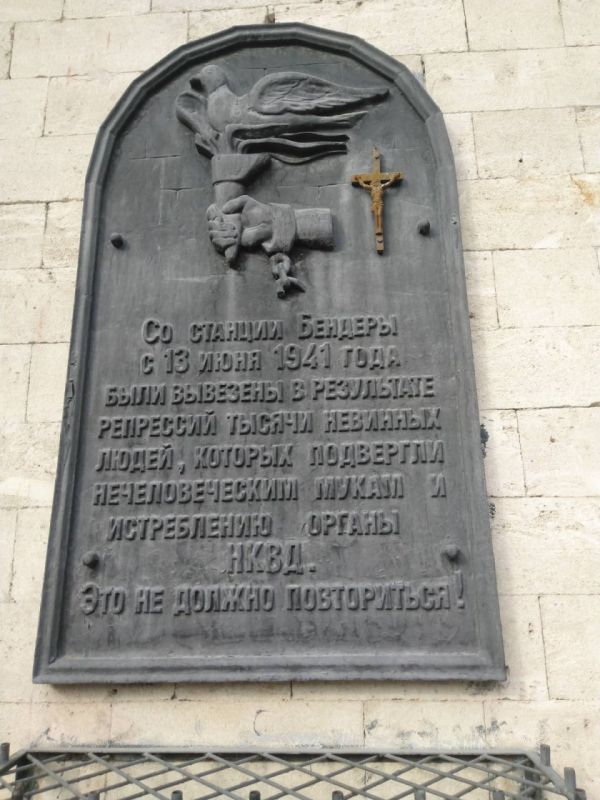 Со станции Бендеры
с 13 июня 1941 года
были вывезены в результате
репрессий тысячи невинных
людей, которых подвергли
нечеловеческим мукам и
истреблению органы
НКВД.
Это не должно повториться!